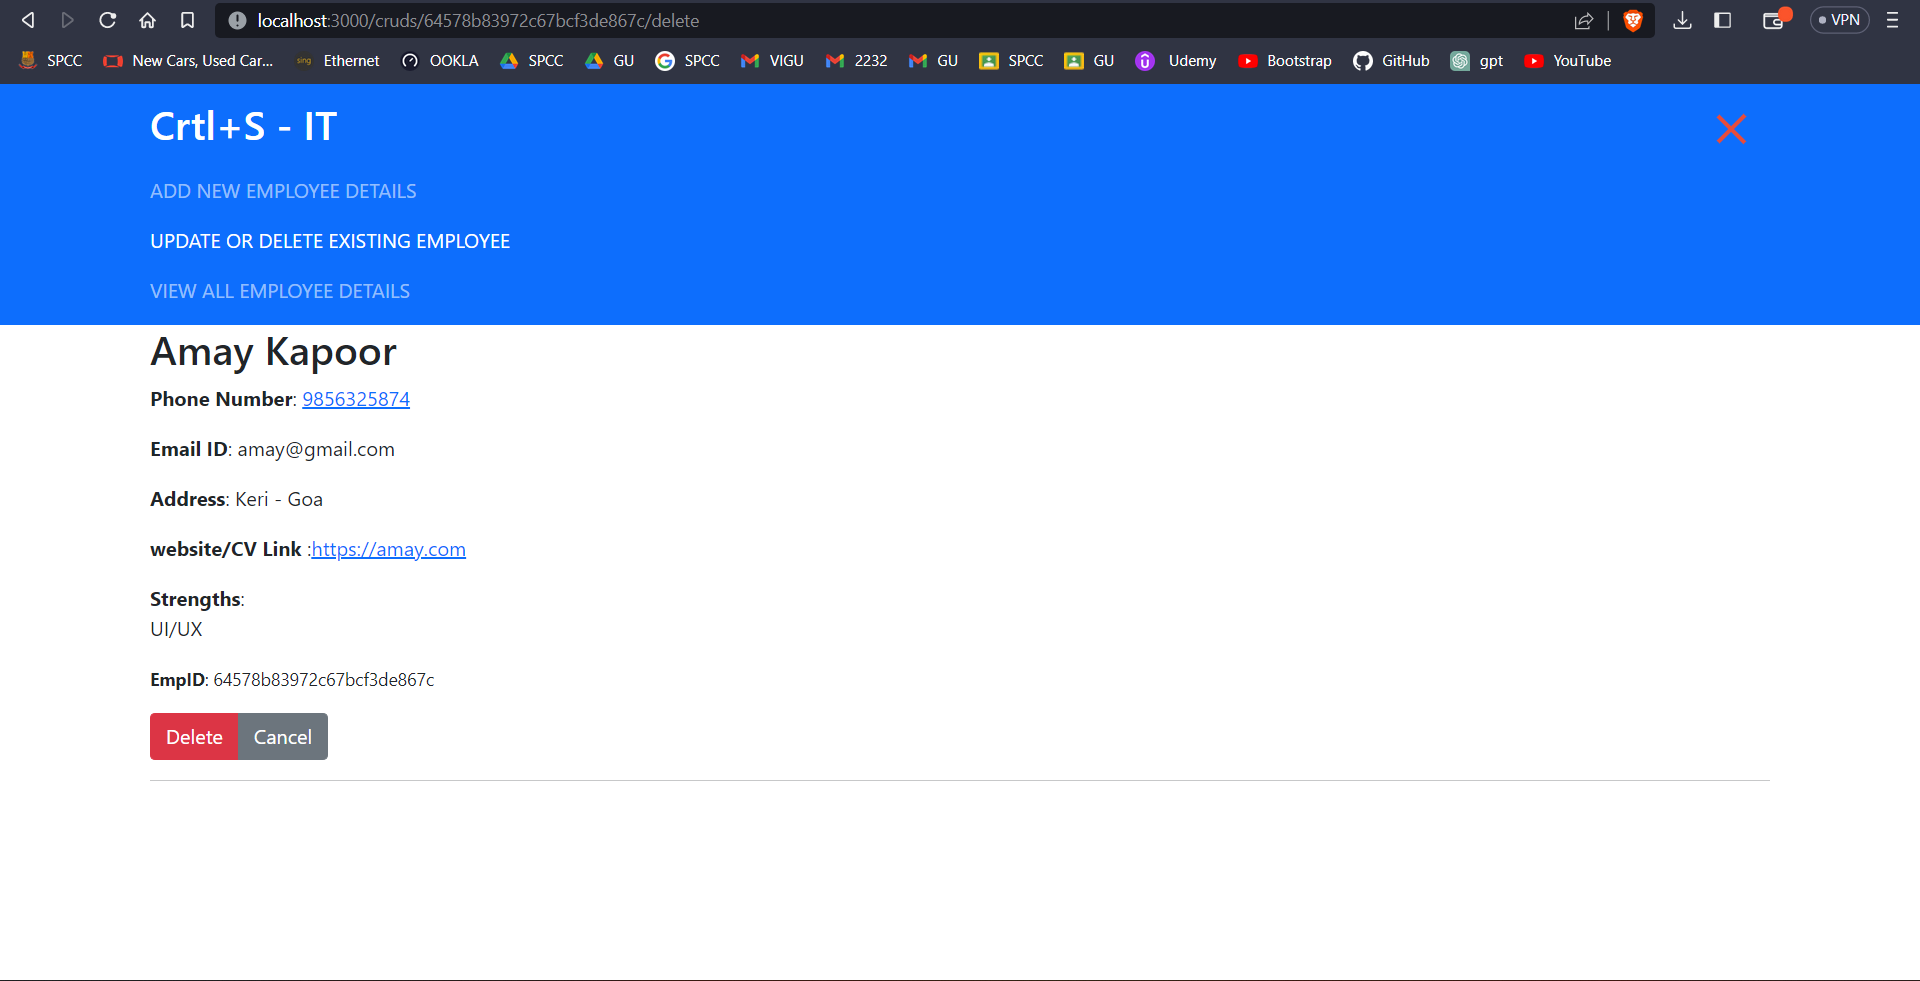 localhost:3000/cruds/64578b83972c67bcf3de867c/delete
VPN
SPCC New Cars, Used Car... sing Ethernet OOKLA SPCC GU SPCC VIGU 2232 GU SPCC GU Udemy Bootstrap GitHub gpt YouTube
Crtl+S - IT
ADD NEW EMPLOYEE DETAILS
UPDATE OR DELETE EXISTING EMPLOYEE
VIEW ALL EMPLOYEE DETAILS
Amay Kapoor
Phone Number: 9856325874
Email ID: amay@gmail.com
Address: Keri - Goa
website/CV Link :https://amay.com
Strengths:
UI/UX
EmpID: 64578b83972c67bcf3de867c
Delete Cancel